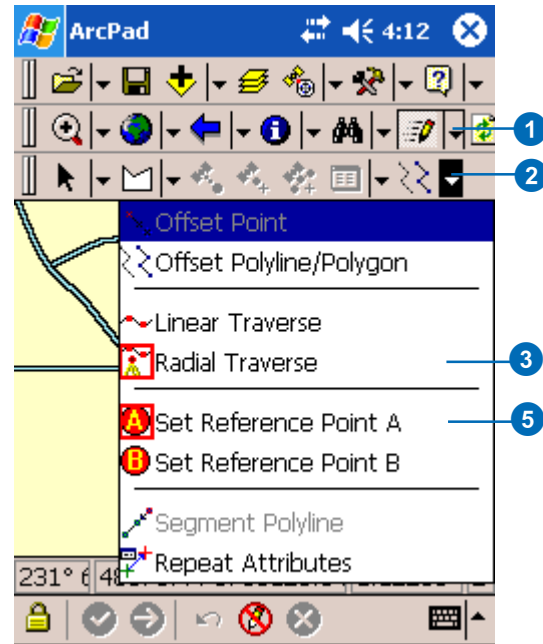 ArcPad 4:12
1
2
Offset Point
Offset Polyline/Polygon
Linear Traverse
Radial Traverse
3
Set Reference Point A
5
Set Reference Point B
Segment Polyline
Repeat Attributes
231°